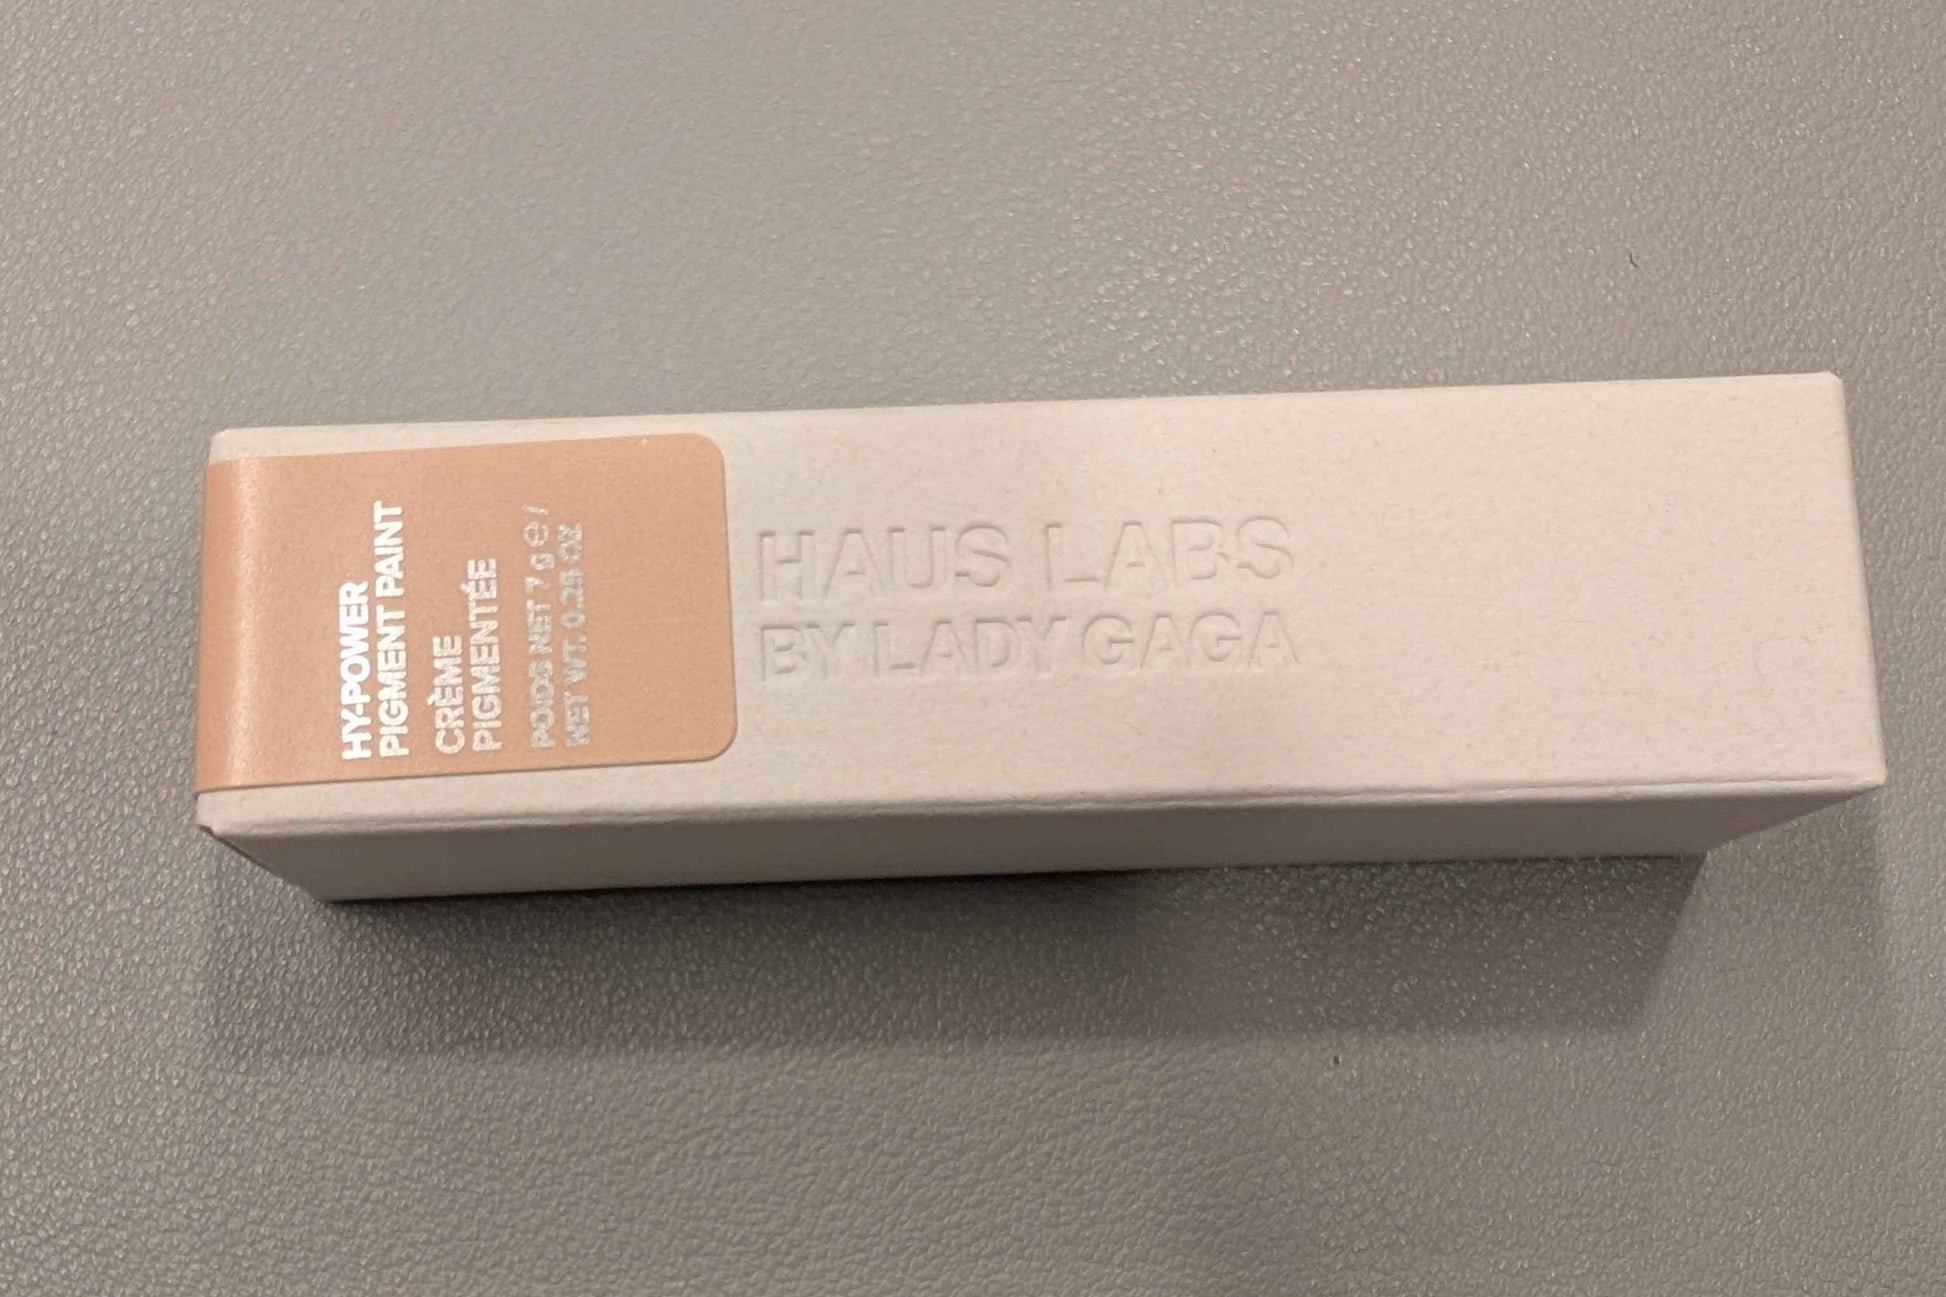 HY-POWER
PIGMENT PAINT
CRÈME
PIGMENTÉE
POIDS NET 7 g ℮ /
NET WT. 0.25 OZ
HAUS LABS
BY LADY GAGA